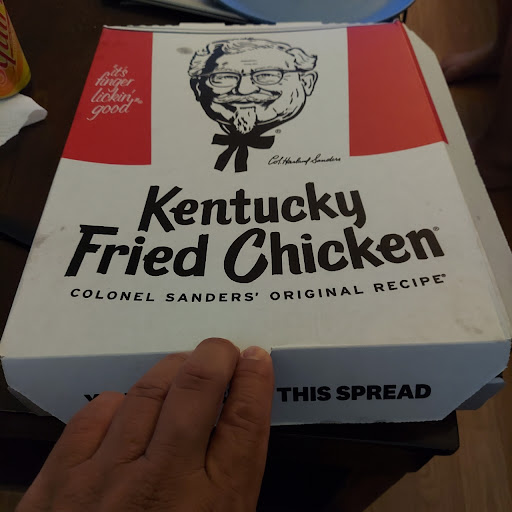 "it's
finger
lickin'
good"
Col. Harland Sanders
Kentucky
Fried Chicken®
COLONEL SANDERS' ORIGINAL RECIPE®
THIS SPREAD